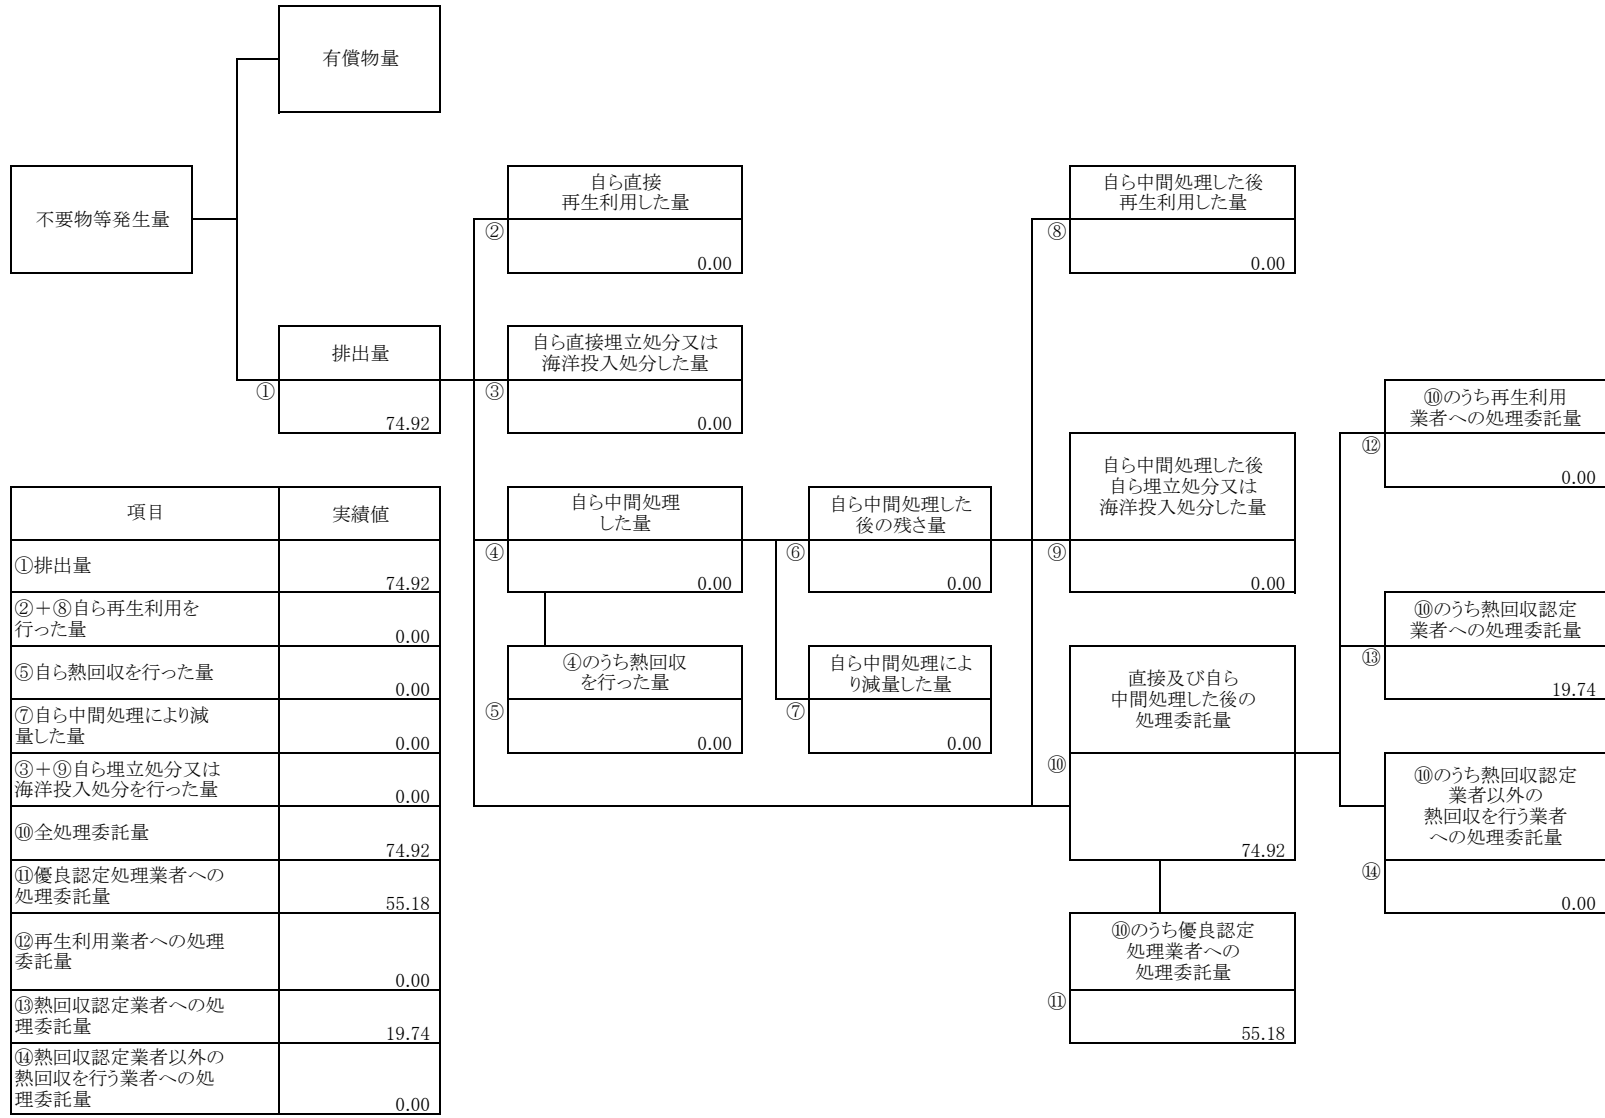 有償物量
不要物等発生量
自ら直接
再生利用した量
②
0.00
自ら中間処理した後
再生利用した量
⑧
0.00
排出量
①
74.92
自ら直接埋立処分又は
海洋投入処分した量
③
0.00
⑩のうち再生利用
業者への処理委託量
⑫
0.00
自ら中間処理した後
自ら埋立処分又は
海洋投入処分した量
⑨
0.00
自ら中間処理
した量
④
0.00
自ら中間処理した
後の残さ量
⑥
0.00
⑩のうち熱回収認定
業者への処理委託量
⑬
19.74
④のうち熱回収
を行った量
⑤
0.00
自ら中間処理によ
り減量した量
⑦
0.00
直接及び自ら
中間処理した後の
処理委託量
⑩
74.92
⑩のうち熱回収認定
業者以外の
熱回収を行う業者
への処理委託量
⑭
0.00
⑩のうち優良認定
処理業者への
処理委託量
⑪
55.18
項目 実績値
①排出量
74.92
②＋⑧自ら再生利用を
行った量
0.00
⑤自ら熱回収を行った量
0.00
⑦自ら中間処理により減
量した量
0.00
③＋⑨自ら埋立処分又は
海洋投入処分を行った量
0.00
⑩全処理委託量
74.92
⑪優良認定処理業者への
処理委託量
55.18
⑫再生利用業者への処理
委託量
0.00
⑬熱回収認定業者への処
理委託量
19.74
⑭熱回収認定業者以外の
熱回収を行う業者への処
理委託量
0.00